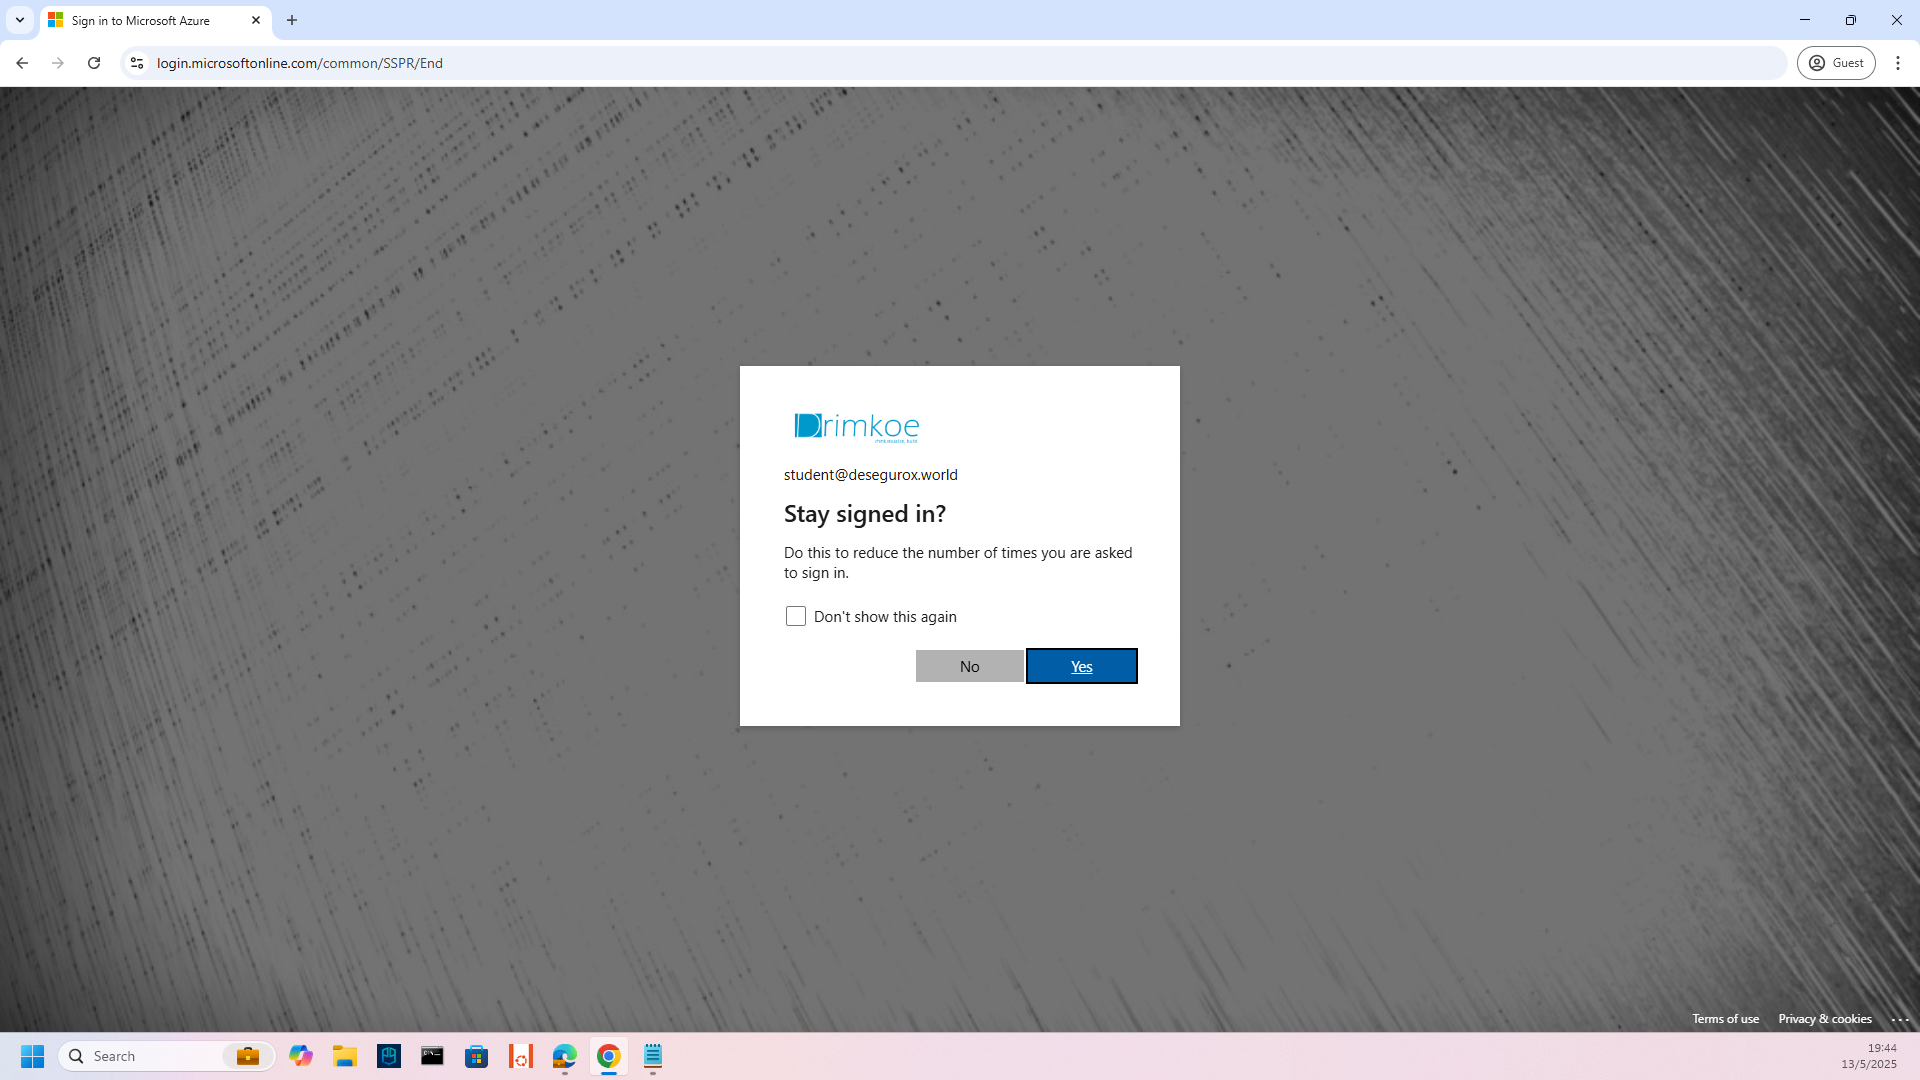 Sign in to Microsoft Azure
login.microsoftonline.com/common/SSPR/End
Guest
Drimkoe
student@desegurox.world
Stay signed in?
Do this to reduce the number of times you are asked
to sign in.
Don't show this again
No
Yes
Terms of use
Privacy & cookies
...
Search
19:44
13/5/2025